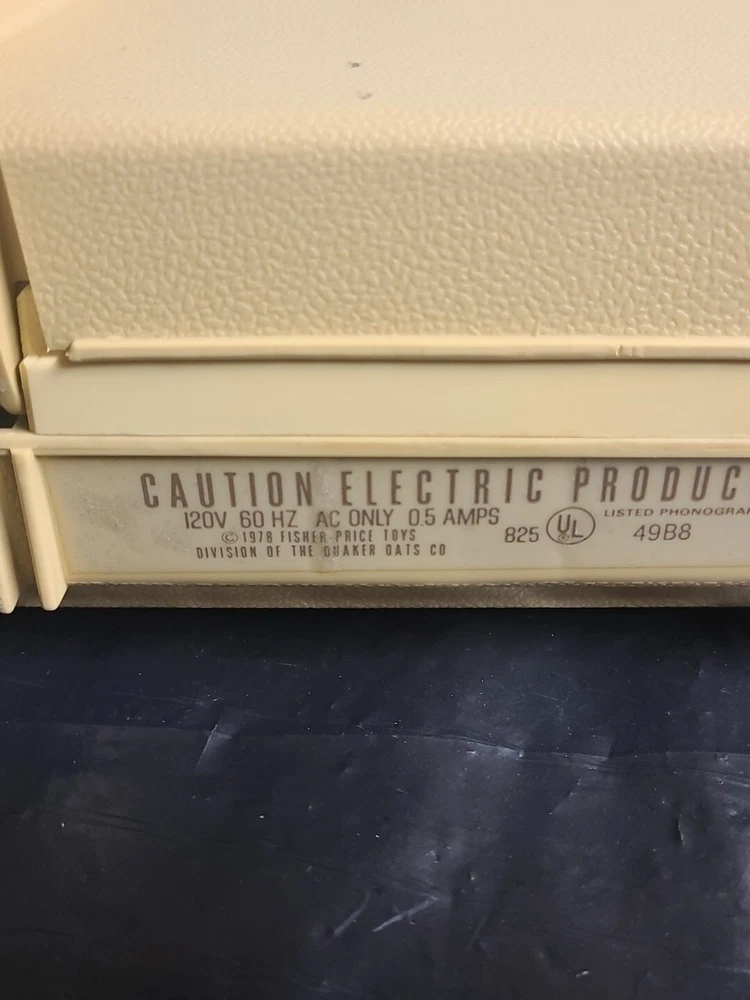 CAUTION ELECTRIC PRODUC
120V 60 HZ AC ONLY 0.5 AMPS
© 1978 FISHER-PRICE TOYS
DIVISION OF THE QUAKER OATS CO
825 UL LISTED PHONOGRA
49B8